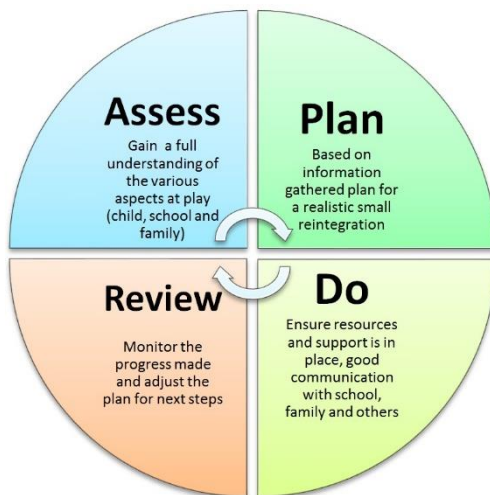 Assess
Gain a full
understanding of
the various
aspects at play
(child, school and
family)
Plan
Based on
information
gathered plan for
a realistic small
reintegration
Review
Monitor the
progress made
and adjust the
plan for next steps
Do
Ensure resources
and support is in
place, good
communication
with school,
family and others